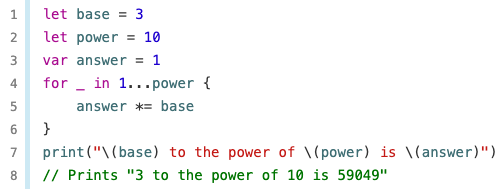 1 let base = 3
2 let power = 10
3 var answer = 1
4 for _ in 1...power {
5     answer *= base
6 }
7 print("\(base) to the power of \(power) is \(answer)")
8 // Prints "3 to the power of 10 is 59049"